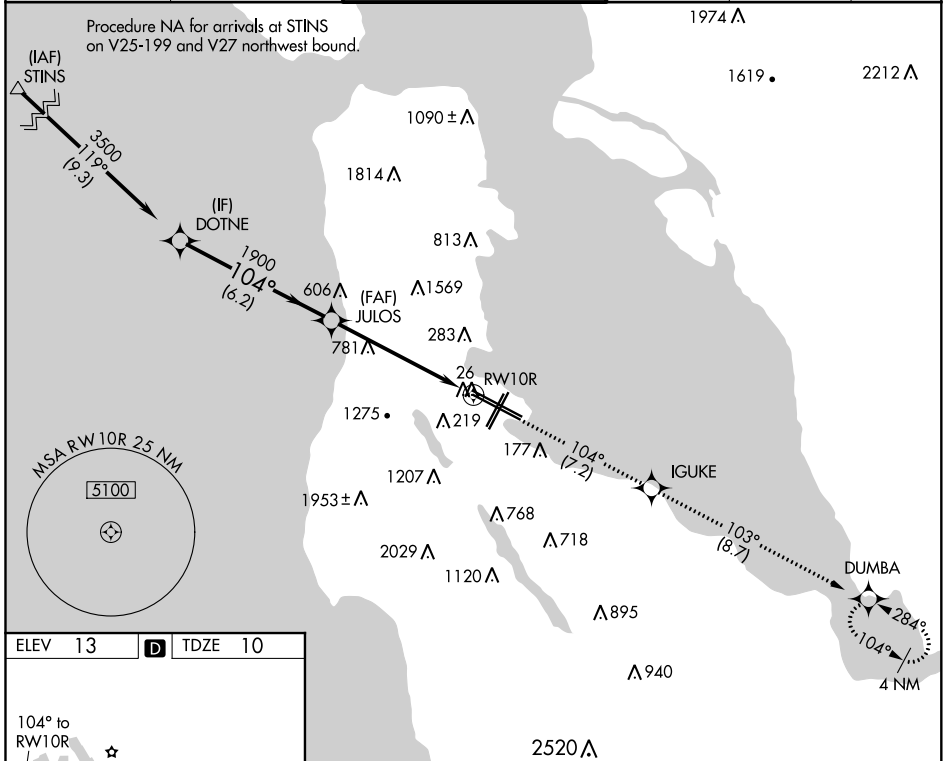 Procedure NA for arrivals at STINS
on V25-199 and V27 northwest bound.
1974
1619
2212
(IAF)
STINS
3500
119°
(9.3)
1090 ±
1814
(IF)
DOTNE
813
1900
104°
(6.2)
606
1569
(FAF)
JULOS
283
781
26
RW10R
1275
219
177
104°
(7.2)
IGUKE
MSA RW 10R 25 NM
5100
1207
1953 ±
768
718
103°
(8.7)
2029
1120
DUMBA
895
284°
104°
4 NM
940
2520
ELEV 13 D TDZE 10
104° to
RW10R